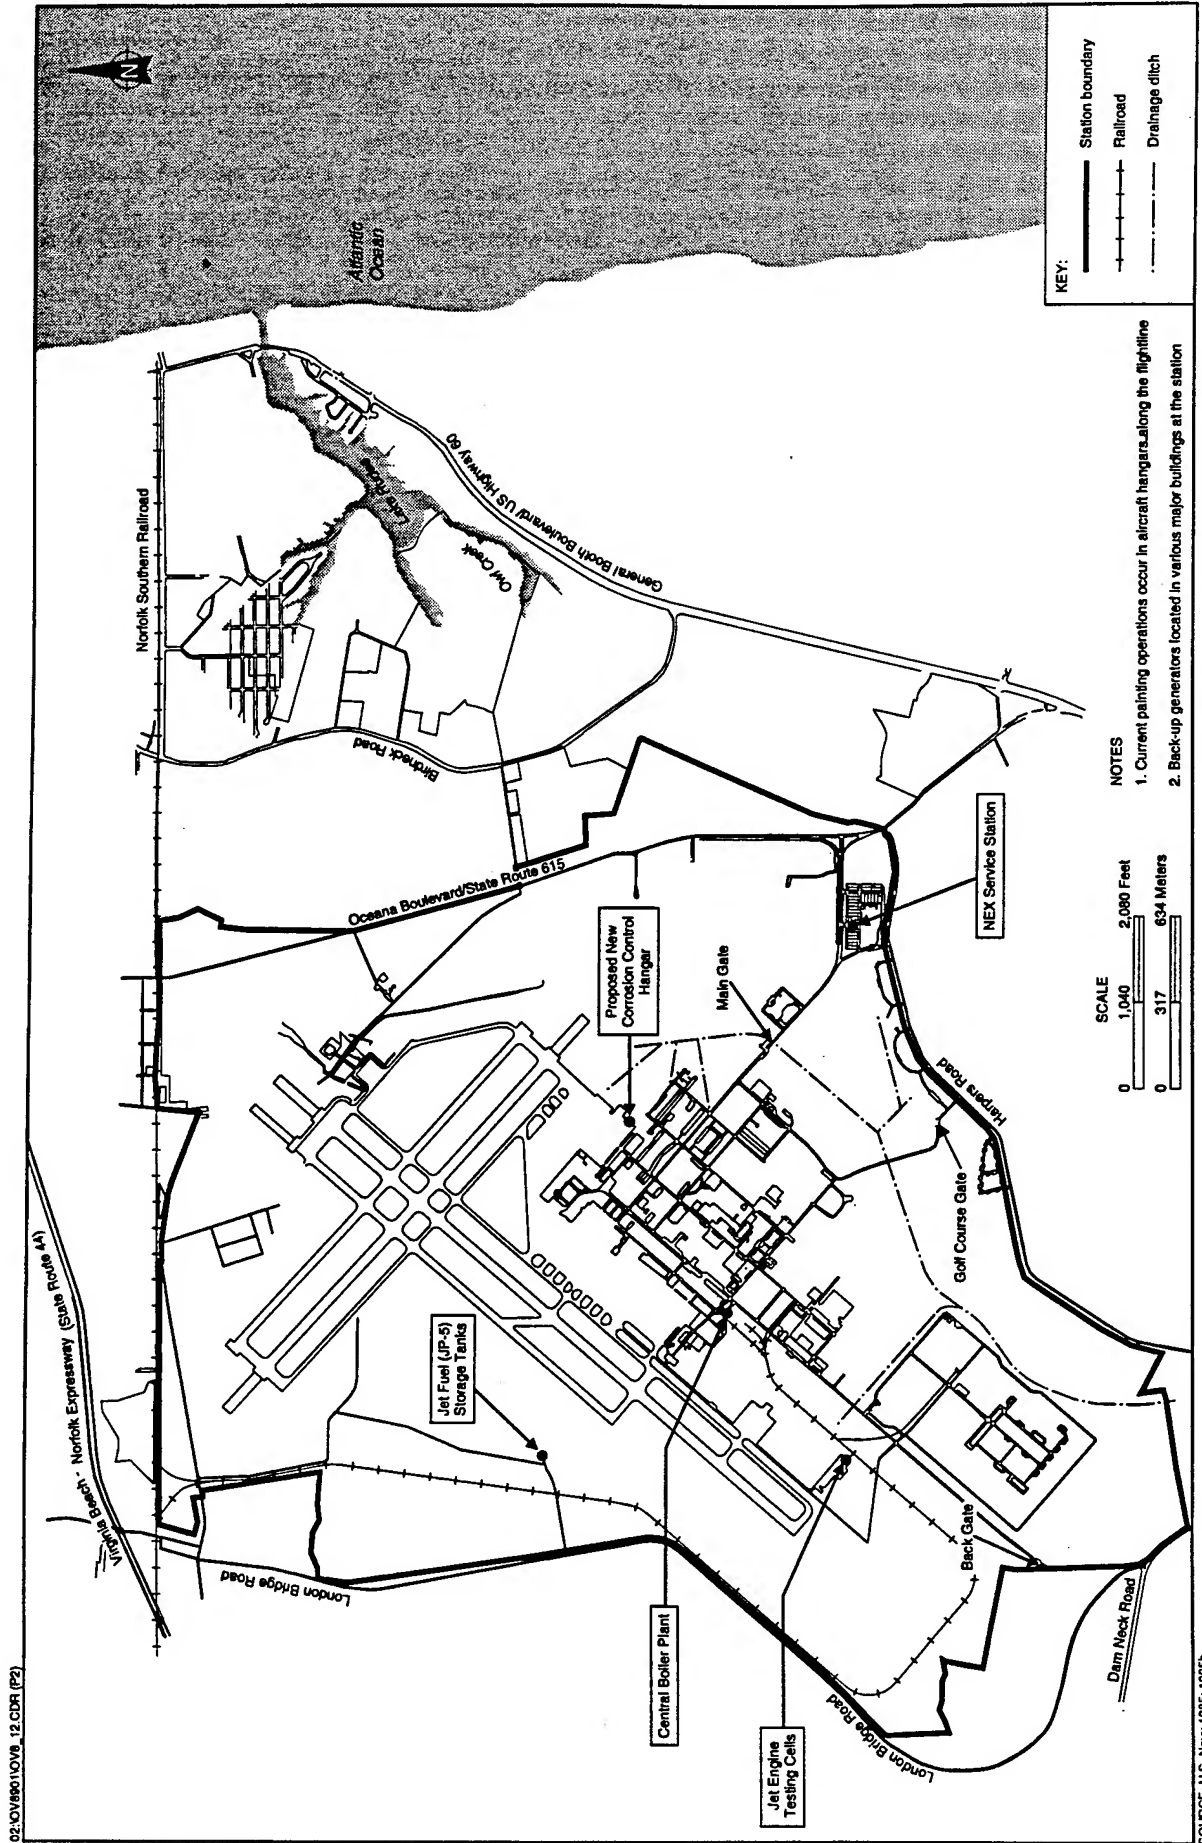 02:\OV8901\OV8_12.CDR (P2)
N
Atlantic
Ocean
Virginia Beach - Norfolk Expressway (State Route 44)
Norfolk Southern Railroad
Lake Rudee
Owl Creek
General Booth Boulevard/ US Highway 60
Birdneck Road
Oceana Boulevard/State Route 615
London Bridge Road
Jet Fuel (JP-5)
Storage Tanks
Proposed New
Corrosion Control
Hangar
Main Gate
NEX Service Station
Harpers Road
Golf Course Gate
Central Boiler Plant
Jet Engine
Testing Cells
Back Gate
London Bridge Road
Dam Neck Road
SCALE
0 1,040 2,080 Feet
0 317 634 Meters
NOTES
1. Current painting operations occur in aircraft hangars along the flightline
2. Back-up generators located in various major buildings at the station
KEY:
Station boundary
Railroad
Drainage ditch